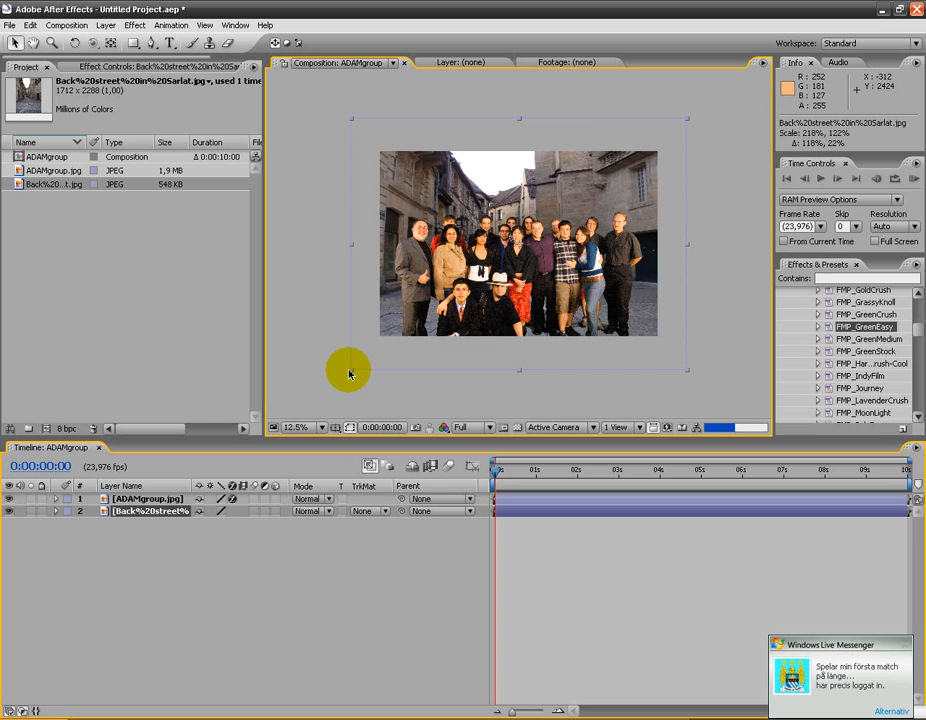 Adobe After Effects - Untitled Project.aep *
File Edit Composition Layer Effect Animation View Window Help
Workspace: Standard
Project Effect Controls: Back%20street%20in%20Sar
Back%20street%20in%20Sarlat.jpg, used 1 time
1712 x 2288 (1,00)
Millions of Colors
Name Type Size Duration File
ADAMgroup Composition Δ 0:00:10:00
ADAMgroup.jpg JPEG 1,9 MB
Back%20...t.jpg JPEG 548 KB
8 bpc
Composition: ADAMgroup Layer: (none) Footage: (none)
12.5% 0:00:00:00 Full Active Camera 1 View
Info Audio
R : 252
G : 181
B : 127
A : 255
X : -312
Y : 2424
Back%20street%20in%20Sarlat.jpg
Scale: 218%, 122%
Δ: 118%, 22%
Time Controls
RAM Preview Options
Frame Rate Skip Resolution
(23,976) 0 Auto
From Current Time Full Screen
Effects & Presets
Contains:
FMP_GoldCrush
FMP_GrassyKnoll
FMP_GreenCrush
FMP_GreenEasy
FMP_GreenMedium
FMP_GreenStock
FMP_Har...rush-Cool
FMP_IndyFilm
FMP_Journey
FMP_LavenderCrush
FMP_MoonLight
Timeline: ADAMgroup
0:00:00:00 (23,976 fps)
# Layer Name Mode T TrkMat Parent
01s 02s 03s 04s 05s 06s 07s 08s 09s 10s
1 [ADAMgroup.jpg] Normal None
2 [Back%20street% Normal None None
Windows Live Messenger
Spelar min första match
på länge...
har precis loggat in.
Alternativ